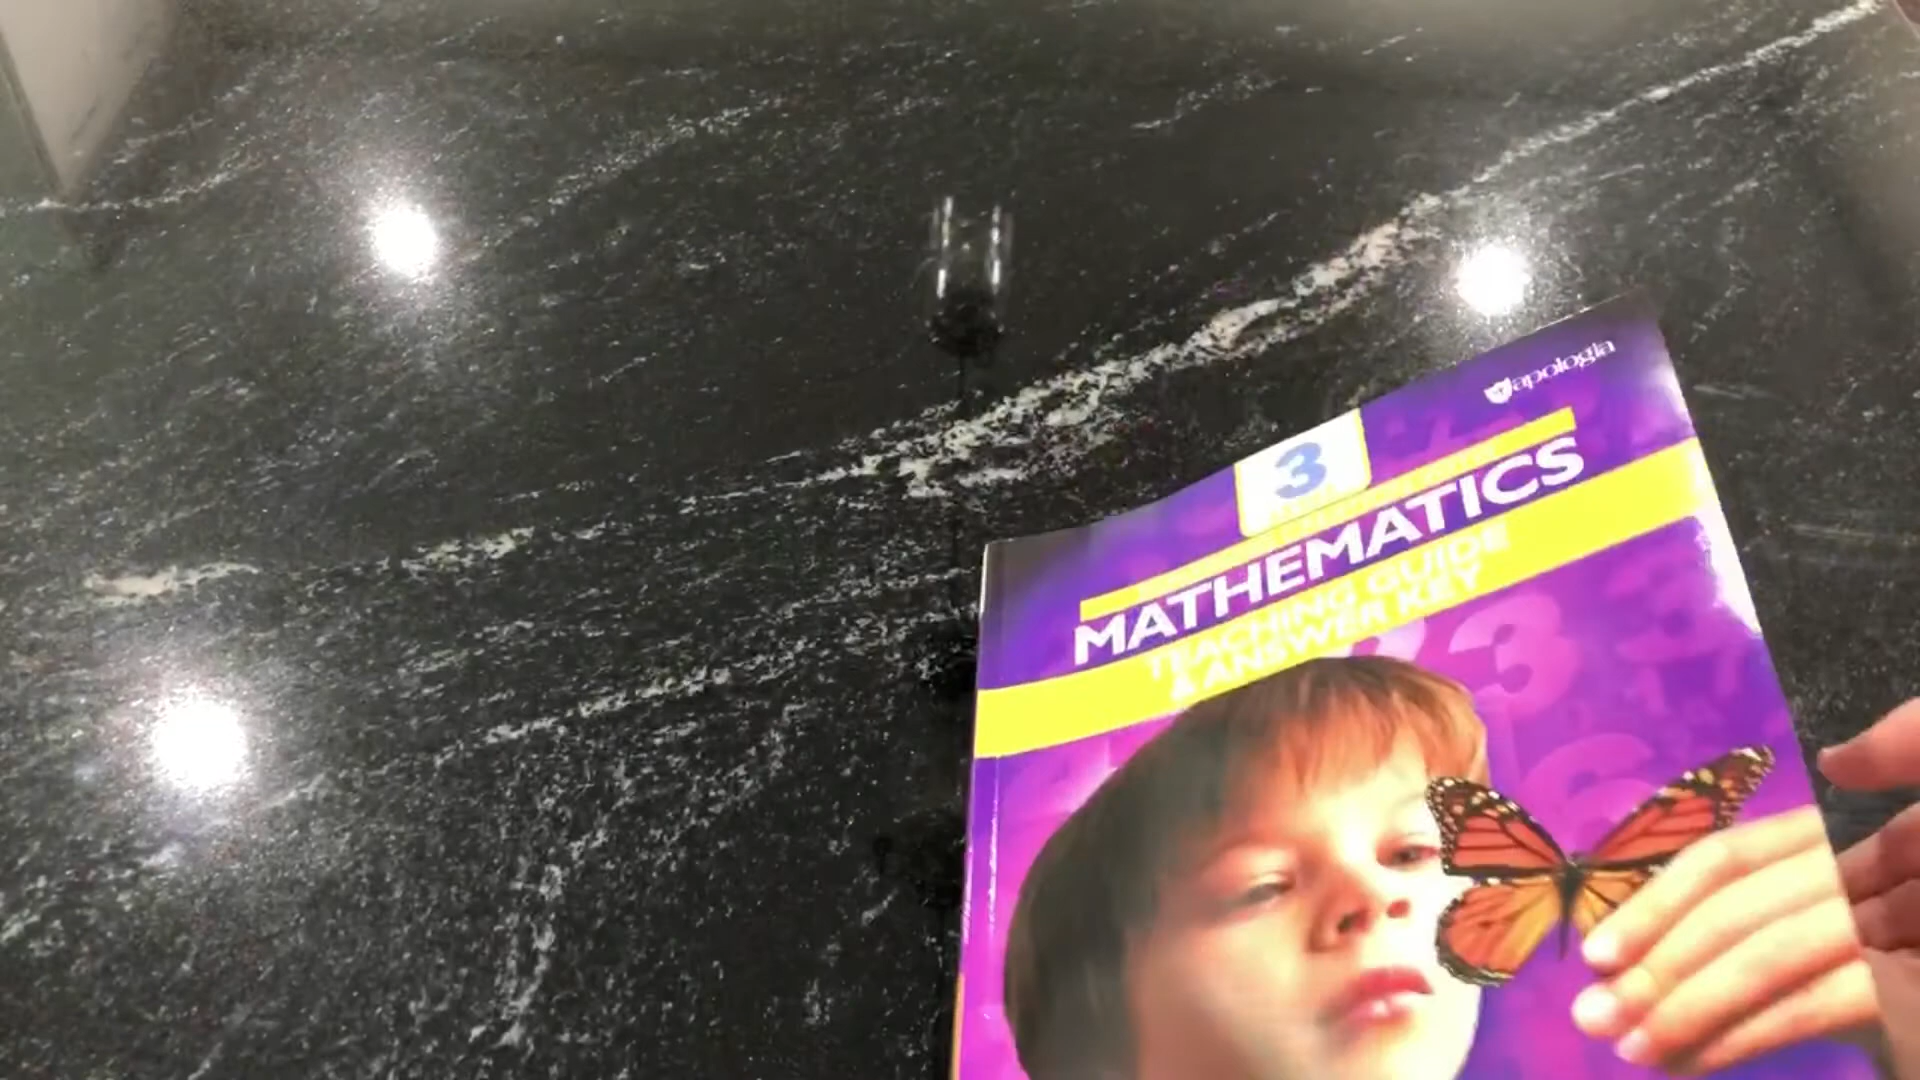 apologia
3
MATHEMATICS
TEACHING GUIDE
& ANSWER KEY